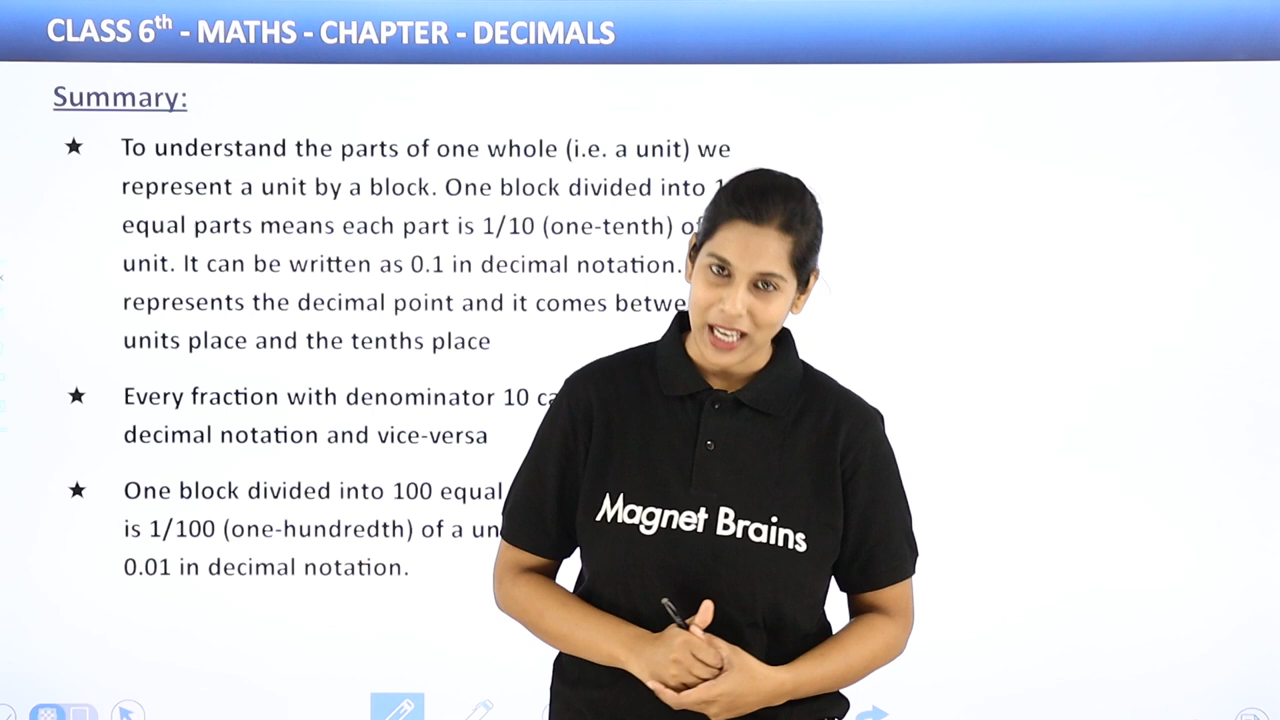 CLASS 6th - MATHS - CHAPTER - DECIMALS
Summary:
★ To understand the parts of one whole (i.e. a unit) we
represent a unit by a block. One block divided into
equal parts means each part is 1/10 (one-tenth) of
unit. It can be written as 0.1 in decimal notation.
represents the decimal point and it comes
units place and the tenths place
★ Every fraction with denominator 10
decimal notation and vice-versa
★ One block divided into 100 equal
is 1/100 (one-hundredth) of a
0.01 in decimal notation.
Magnet Brains